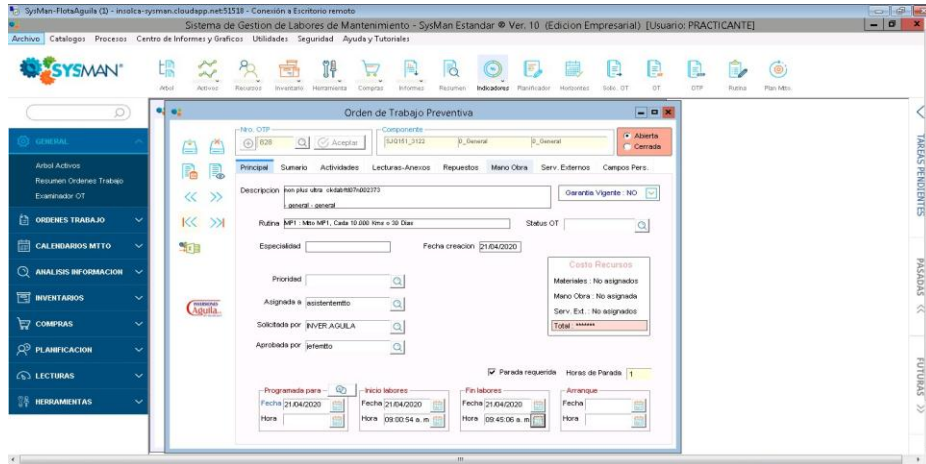 SysMan-FlotaAguila (1) - insolca-sysman.cloudapp.net:51518 - Conexión a Escritorio remoto
Sistema de Gestion de Labores de Mantenimiento - SysMan Estandar ® Ver. 10 (Edicion Empresarial) [Usuario: PRACTICANTE]
Archivo Catalogos Procesos Centro de Informes y Graficos Utilidades Seguridad Ayuda y Tutoriales
SYSMAN
Arbol Activos Recursos Inventario Herramienta Compras Informes Resumen Indicadores Planificador Horizontes Solic. OT OT OTP Rutina Plan Mtto.
GENERAL
Arbol Activos
Resumen Ordenes Trabajo
Examinador OT
ORDENES TRABAJO
CALENDARIOS MTTO
ANALISIS INFORMACION
INVENTARIOS
COMPRAS
PLANIFICACION
LECTURAS
HERRAMIENTAS
Orden de Trabajo Preventiva
Nro. OTP
828 Aceptar
Componente
SJG151_3122 0_General 0_General
Abierta
Cerrada
Principal Sumario Actividades Lecturas-Anexos Repuestos Mano Obra Serv. Externos Campos Pers.
Descripcion non plus ultra
- general - general
Garantia Vigente : NO
Rutina MP1 : Mtto MP1, Cada 10.000 Kms o 30 Dias
Status OT
Especialidad
Fecha creacion 21/04/2020
Prioridad
Asignada a asistentemtto
Solicitada por INVER.AGUILA
Aprobada por jefemtto
Costo Recursos
Materiales : No asignados
Mano Obra : No asignada
Serv. Ext. : No asignados
Total : *******
INVERSIONES
Aguila..
Parada requerida Horas de Parada 1
Programada para Inicio labores Fin labores Arranque
Fecha 21/04/2020 Fecha 21/04/2020 Fecha 21/04/2020 Fecha
Hora Hora 09:00:54 a. m Hora 09:45:06 a. m Hora
TAREAS PENDIENTES
PASADAS
FUTURAS